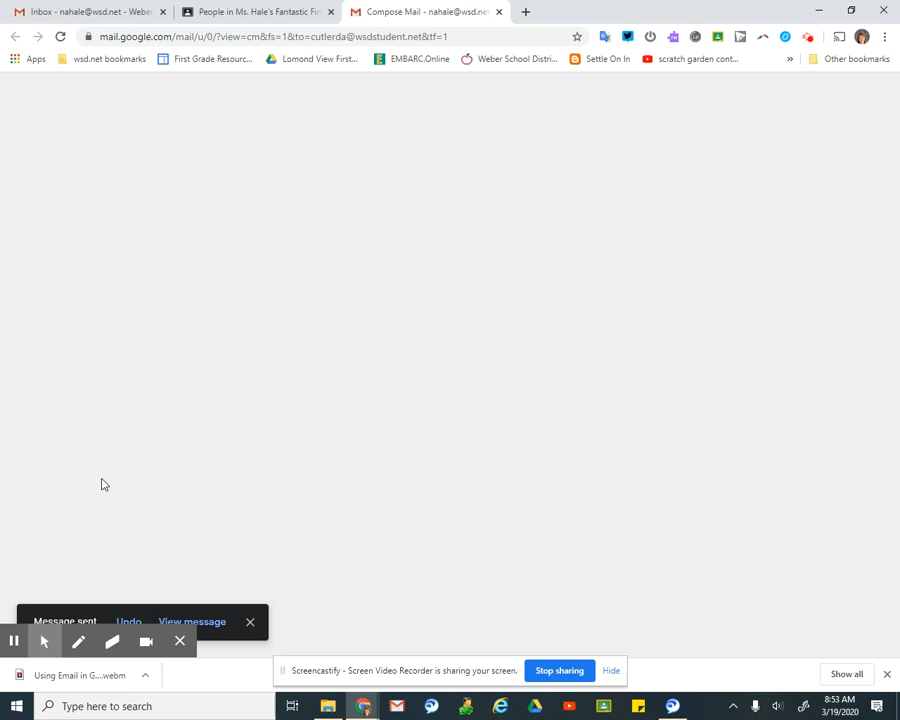 Inbox - nahale@wsd.net - Weber
People in Ms. Hale's Fantastic Fir
Compose Mail - nahale@wsd.net
mail.google.com/mail/u/0/?view=cm&fs=1&to=cutlerda@wsdstudent.net&tf=1
Apps wsd.net bookmarks First Grade Resourc... Lomond View First... EMBARC.Online Weber School Distri... Settle On In scratch garden cont... » Other bookmarks
Message sent Undo View message
Using Email in G....webm
Screencastify - Screen Video Recorder is sharing your screen. Stop sharing Hide
Show all
Type here to search
8:53 AM
3/19/2020